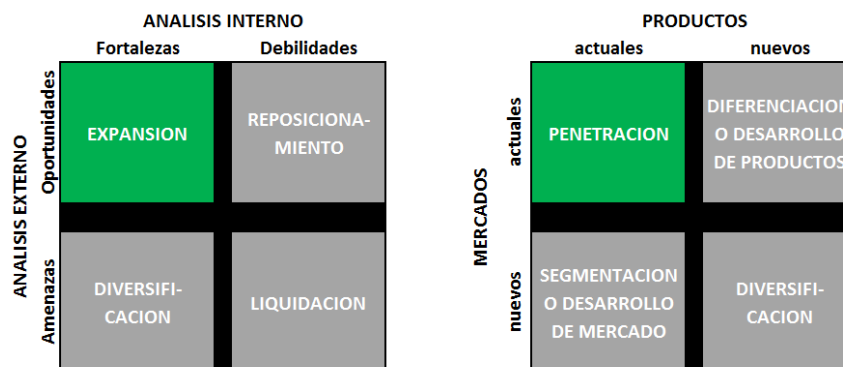 ANALISIS INTERNO
Fortalezas
Debilidades
ANALISIS EXTERNO
Oportunidades
Amenazas
EXPANSION
REPOSICIONA-
MIENTO
DIVERSIFI-
CACION
LIQUIDACION
PRODUCTOS
actuales
nuevos
MERCADOS
actuales
nuevos
PENETRACION
DIFERENCIACION
O DESARROLLO
DE PRODUCTOS
SEGMENTACION
O DESARROLLO
DE MERCADO
DIVERSIFI-
CACION